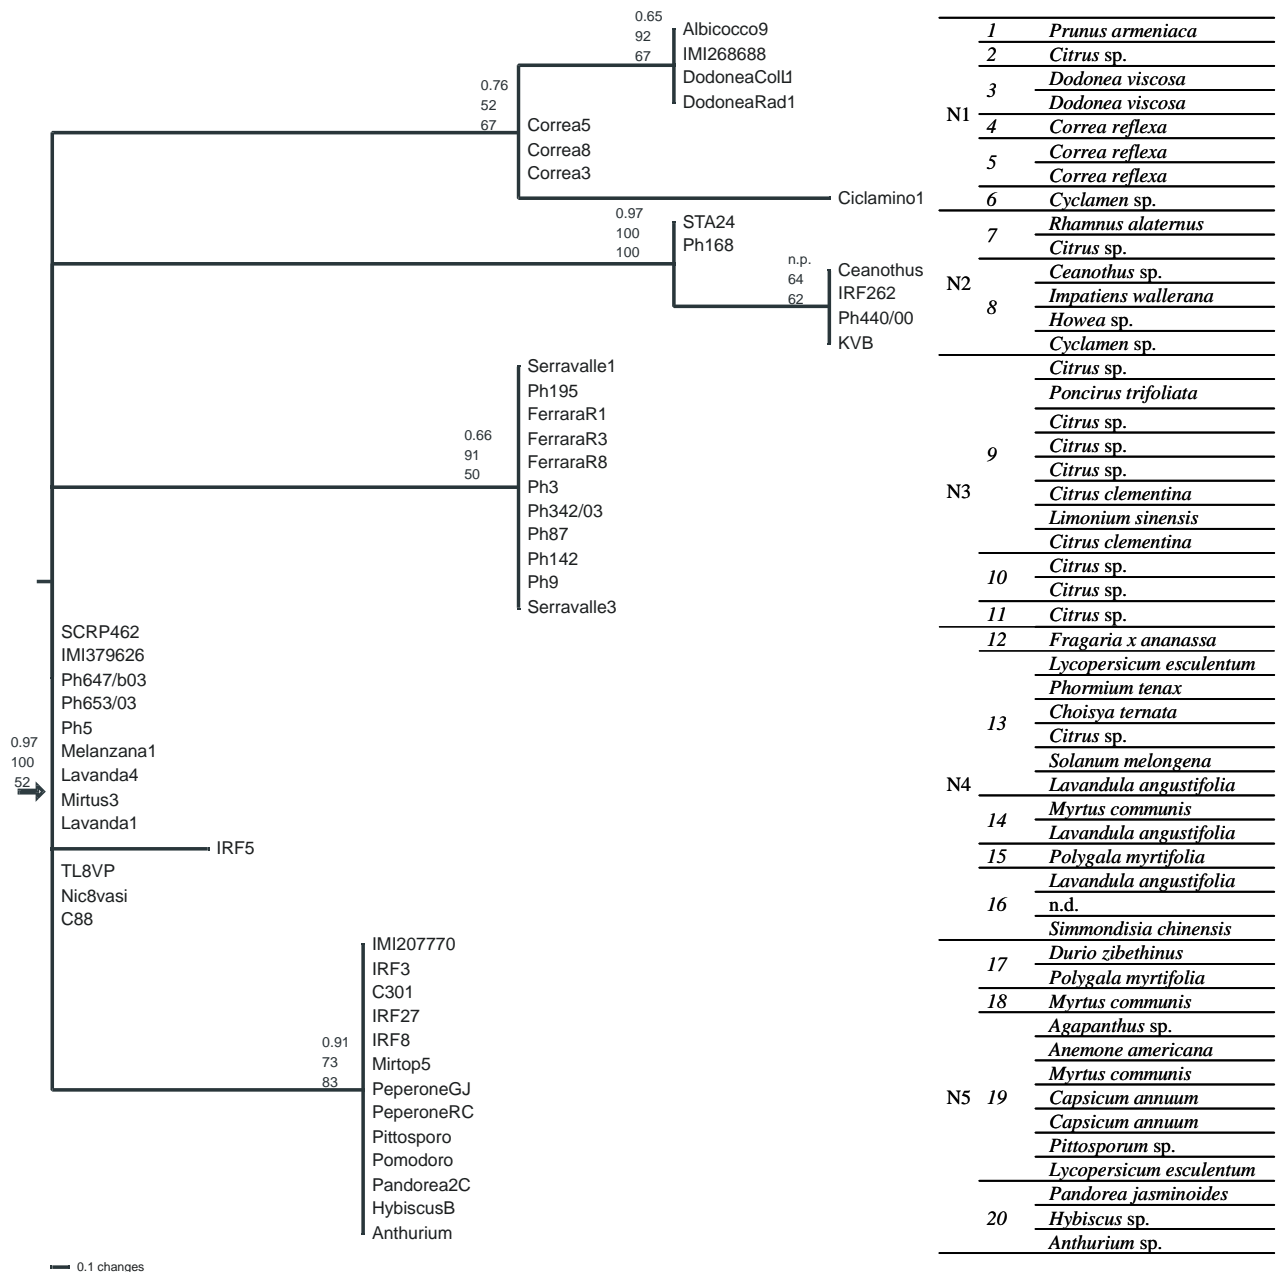 0.65
92
67
Albicocco9
IMI268688
DodoneaColl1
DodoneaRad1
0.76
52
67
Correa5
Correa8
Correa3
Ciclamino1
0.97
100
100
STA24
Ph168
n.p.
64
62
Ceanothus
IRF262
Ph440/00
KVB
0.66
91
50
Serravalle1
Ph195
FerraraR1
FerraraR3
FerraraR8
Ph3
Ph342/03
Ph87
Ph142
Ph9
Serravalle3
0.97
100
52
SCRP462
IMI379626
Ph647/b03
Ph653/03
Ph5
Melanzana1
Lavanda4
Mirtus3
Lavanda1
IRF5
TL8VP
Nic8vasi
C88
0.91
73
83
IMI207770
IRF3
C301
IRF27
IRF8
Mirtop5
PeperoneGJ
PeperoneRC
Pittosporo
Pomodoro
Pandorea2C
HybiscusB
Anthurium
0.1 changes
N1
1 Prunus armeniaca
2 Citrus sp.
3 Dodonea viscosa
Dodonea viscosa
4 Correa reflexa
5 Correa reflexa
Correa reflexa
6 Cyclamen sp.
N2
7 Rhamnus alaternus
Citrus sp.
8 Ceanothus sp.
Impatiens wallerana
Howea sp.
Cyclamen sp.
N3
9 Citrus sp.
Poncirus trifoliata
Citrus sp.
Citrus sp.
Citrus sp.
Citrus clementina
Limonium sinensis
Citrus clementina
10 Citrus sp.
Citrus sp.
11 Citrus sp.
N4
12 Fragaria x ananassa
13 Lycopersicum esculentum
Phormium tenax
Choisya ternata
Citrus sp.
Solanum melongena
Lavandula angustifolia
14 Myrtus communis
Lavandula angustifolia
15 Polygala myrtifolia
16 Lavandula angustifolia
n.d.
Simmondisia chinensis
N5
17 Durio zibethinus
Polygala myrtifolia
18 Myrtus communis
19 Agapanthus sp.
Anemone americana
Myrtus communis
Capsicum annuum
Capsicum annuum
Pittosporum sp.
Lycopersicum esculentum
20 Pandorea jasminoides
Hybiscus sp.
Anthurium sp.